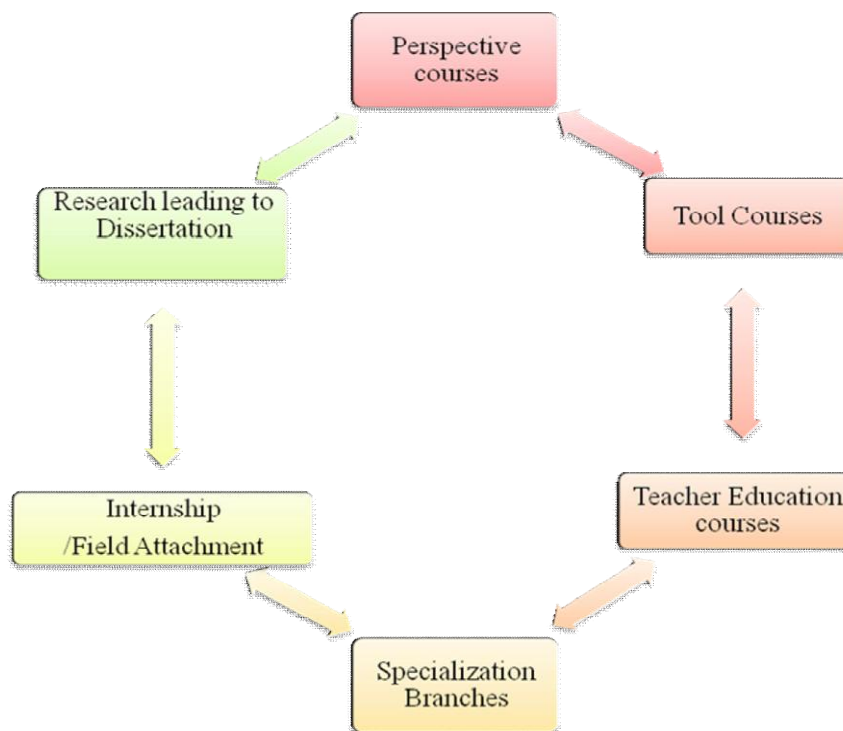 Perspective
courses
Research leading to
Dissertation
Tool Courses
Internship
/Field Attachment
Teacher Education
courses
Specialization
Branches